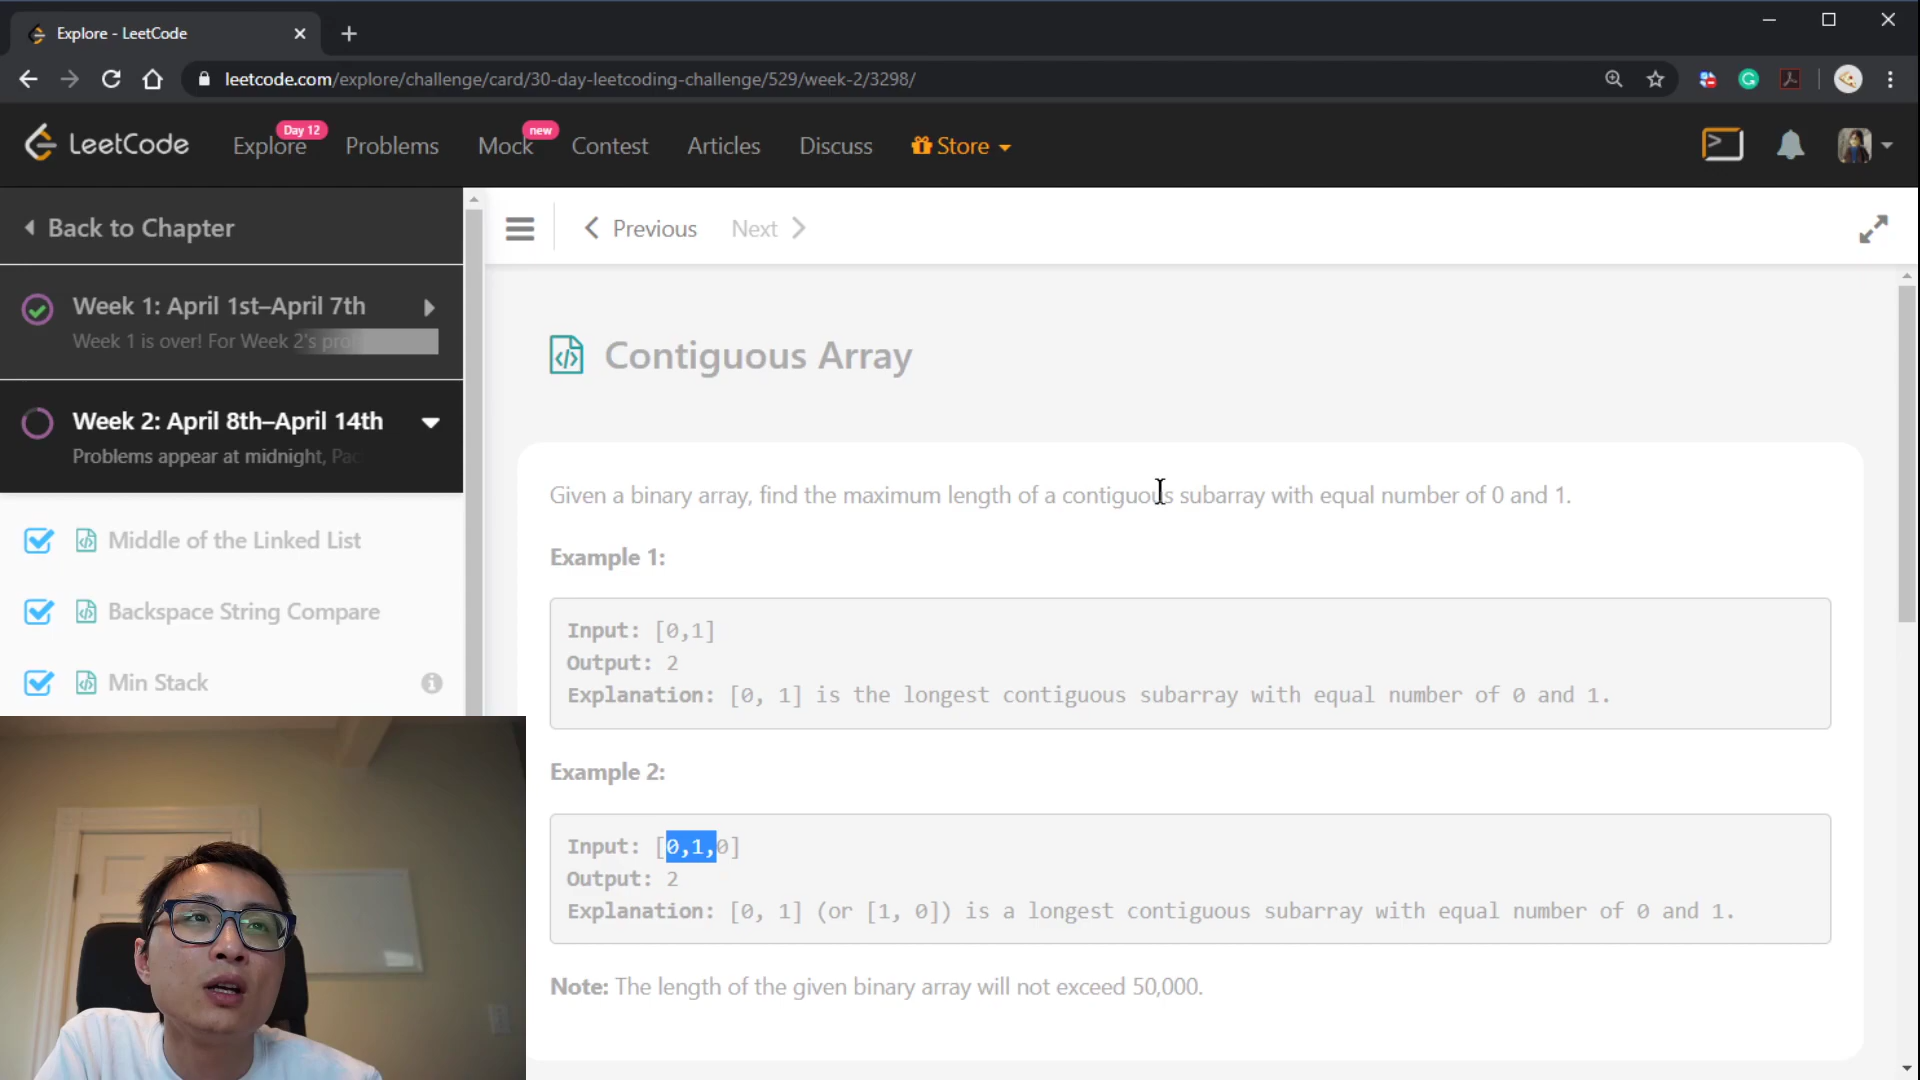 Explore - LeetCode
leetcode.com/explore/challenge/card/30-day-leetcoding-challenge/529/week-2/3298/
LeetCode Explore Day 12 Problems Mock new Contest Articles Discuss Store
Back to Chapter
Previous Next
Week 1: April 1st–April 7th
Week 1 is over! For Week 2's
Week 2: April 8th–April 14th
Problems appear at midnight,
Middle of the Linked List
Backspace String Compare
Min Stack
Contiguous Array
Given a binary array, find the maximum length of a contiguous subarray with equal number of 0 and 1.
Example 1:
Input: [0,1]
Output: 2
Explanation: [0, 1] is the longest contiguous subarray with equal number of 0 and 1.
Example 2:
Input: [0,1,0]
Output: 2
Explanation: [0, 1] (or [1, 0]) is a longest contiguous subarray with equal number of 0 and 1.
Note: The length of the given binary array will not exceed 50,000.